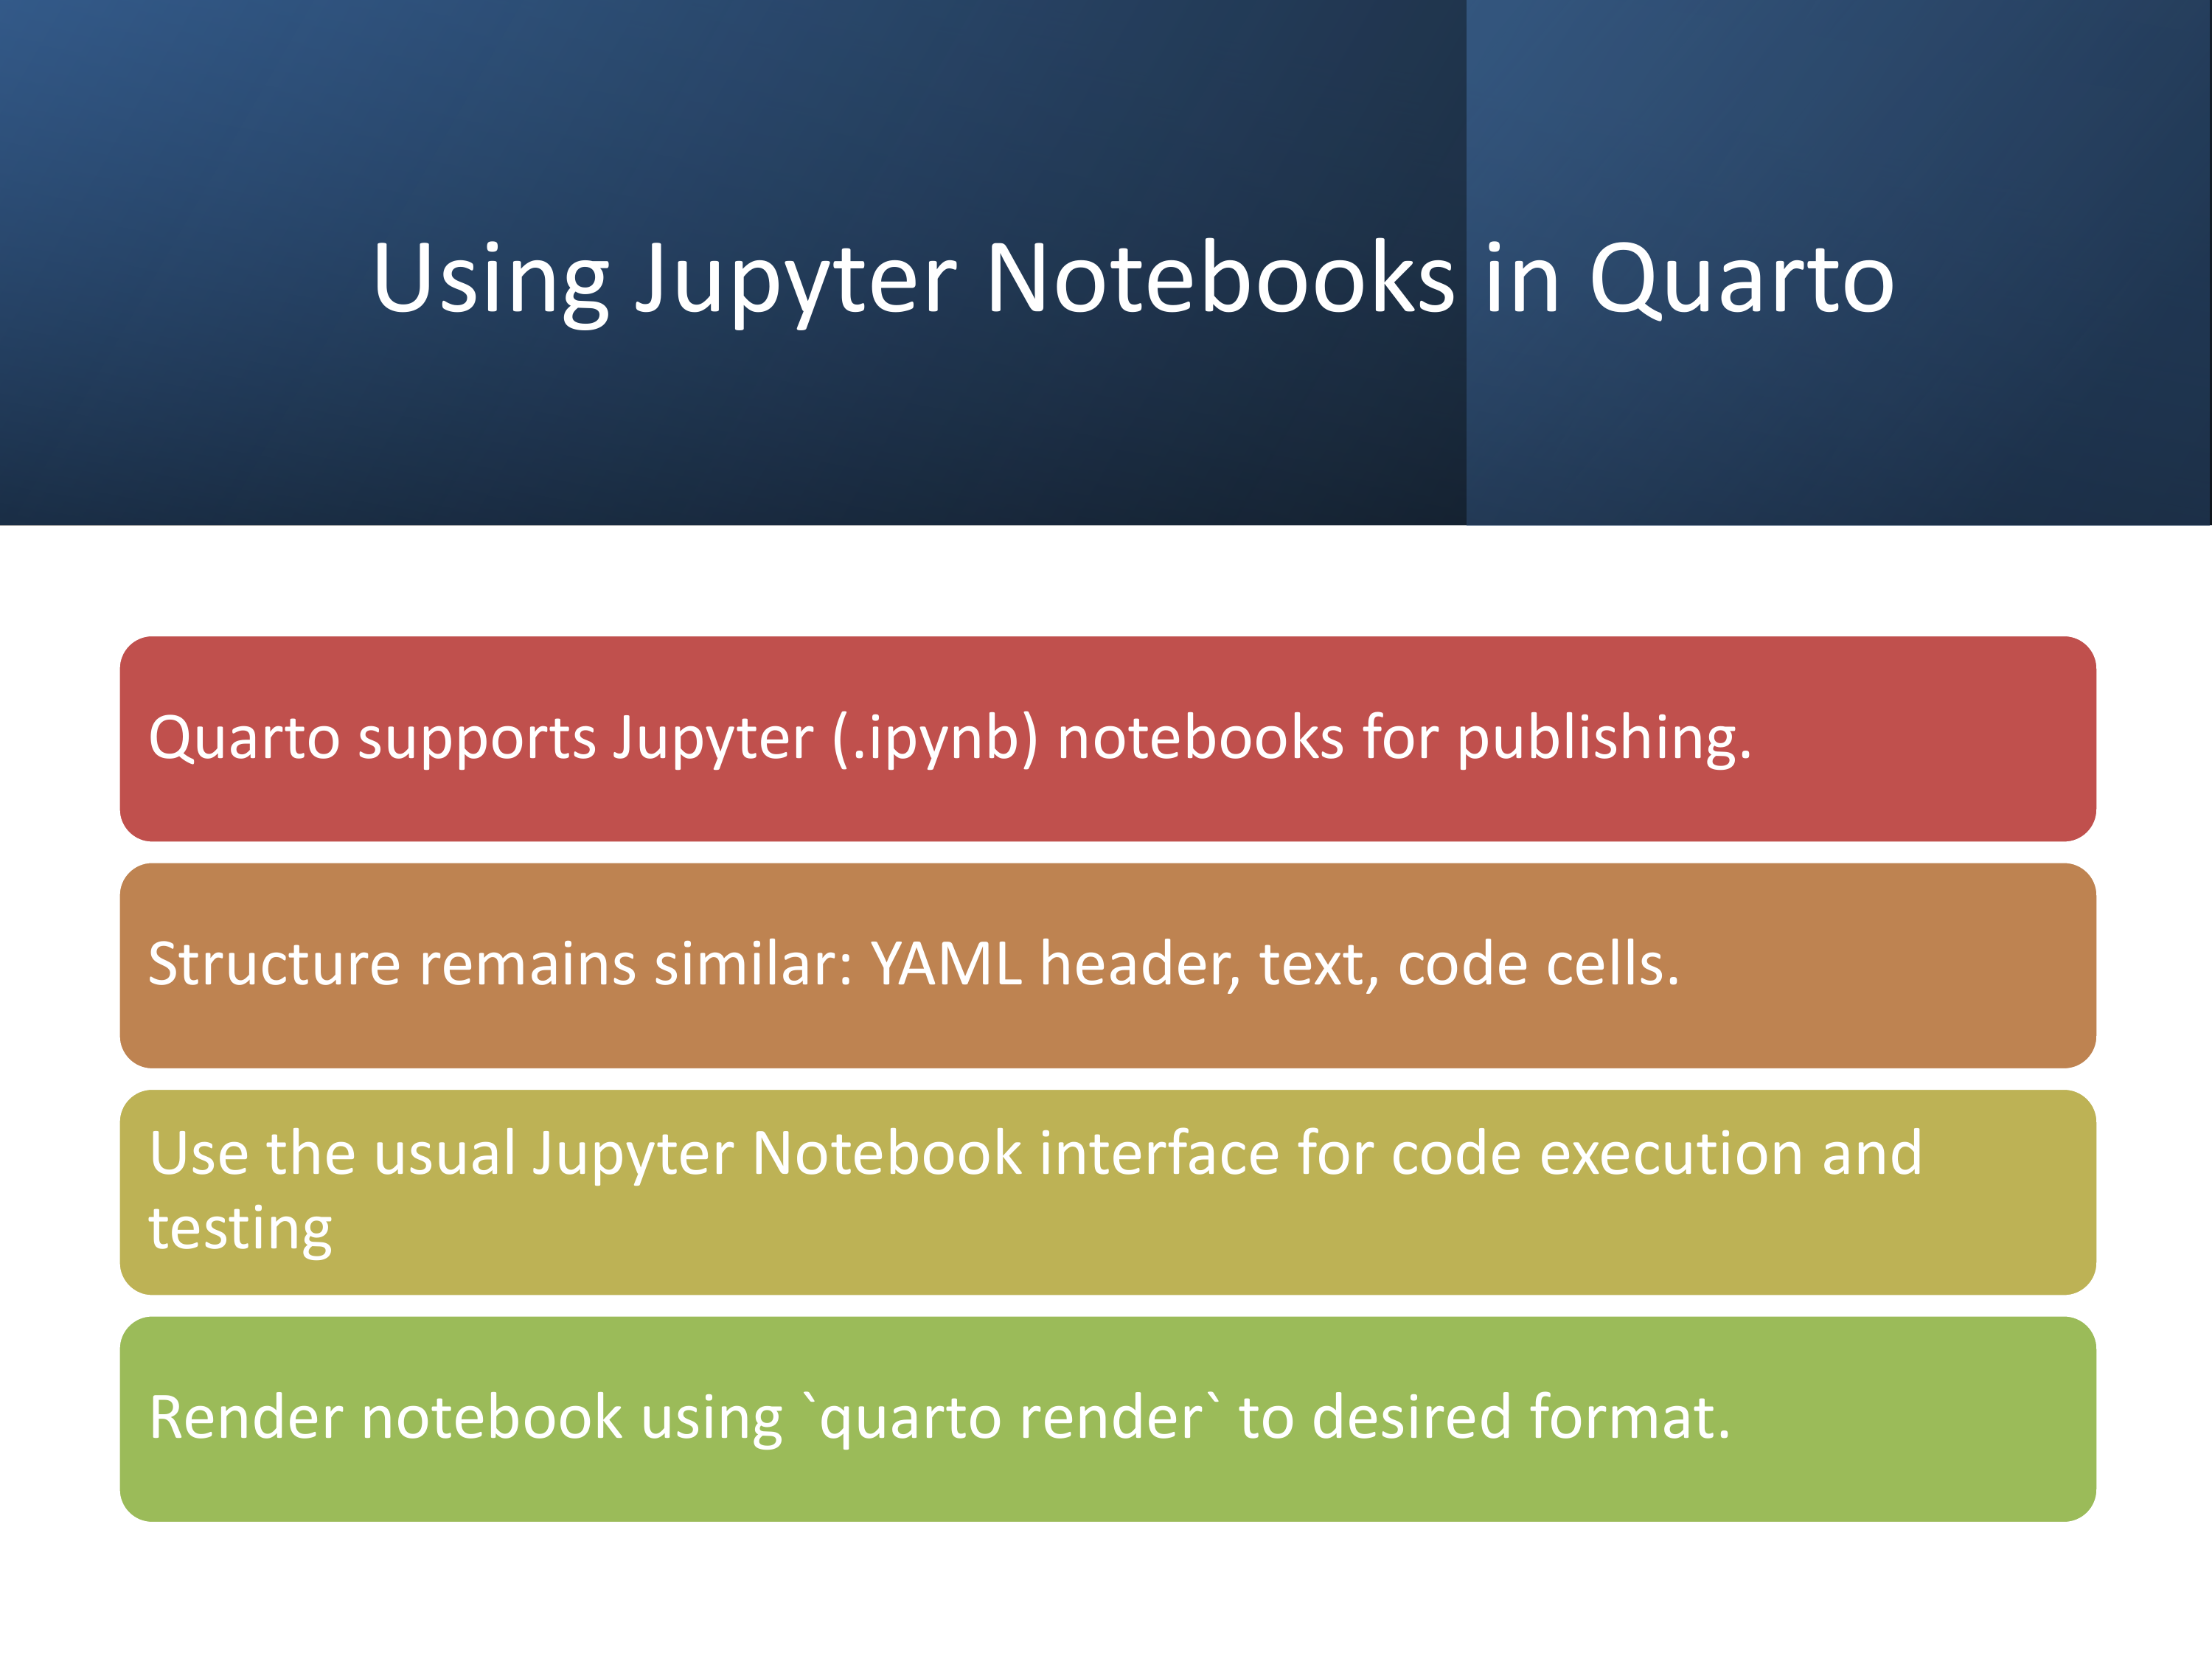 Using Jupyter Notebooks in Quarto
Quarto supports Jupyter (.ipynb) notebooks for publishing.
Structure remains similar: YAML header, text, code cells.
Use the usual Jupyter Notebook interface for code execution and
testing
Render notebook using `quarto render` to desired format.